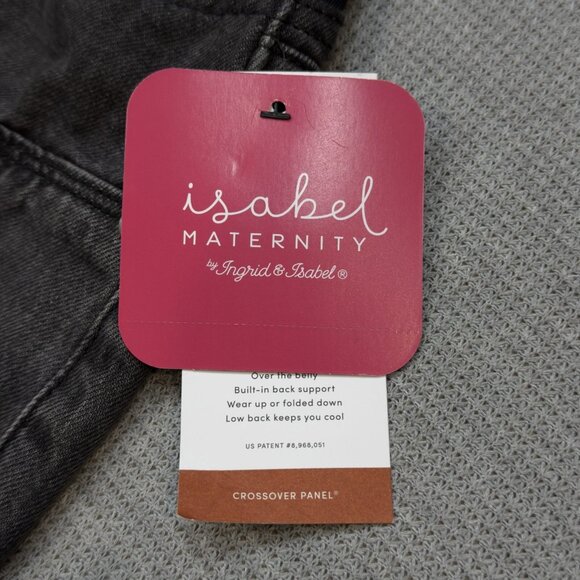 isabel
MATERNITY
by Ingrid & Isabel®
Over the belly
Built-in back support
Wear up or folded down
Low back keeps you cool
US PATENT #8,966,051
CROSSOVER PANEL®